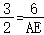 3/2 = 6/AE